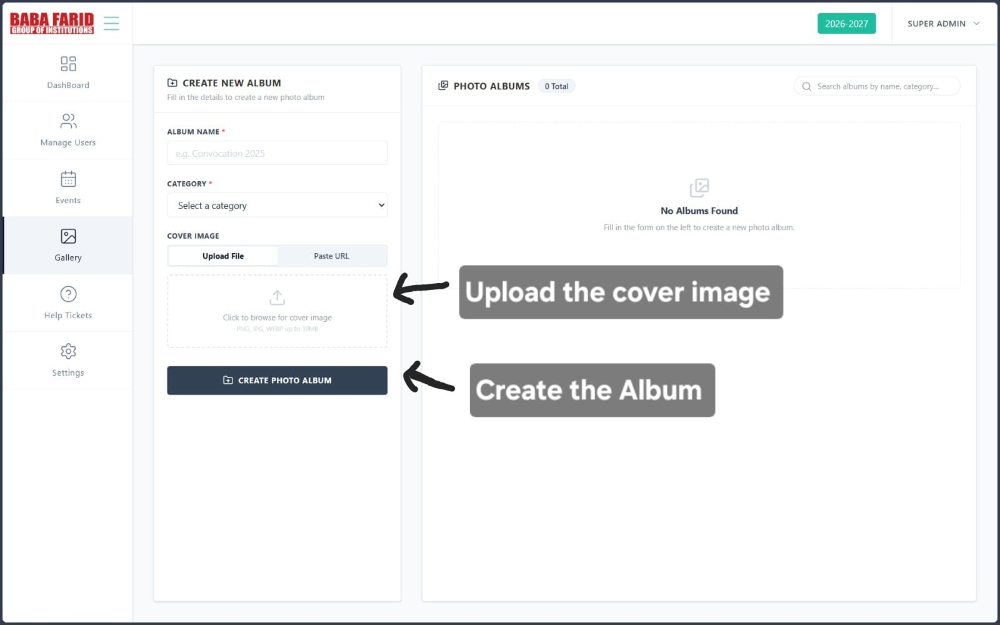 BABA FARID
GROUP OF INSTITUTIONS
2026-2027
SUPER ADMIN
DashBoard
Manage Users
Events
Gallery
Help Tickets
Settings
CREATE NEW ALBUM
Fill in the details to create a new photo album
ALBUM NAME *
e.g. Convocation 2025
CATEGORY *
Select a category
COVER IMAGE
Upload File
Paste URL
Click to browse for cover image
PNG, JPG, WEBP up to 10MB
CREATE PHOTO ALBUM
PHOTO ALBUMS
0 Total
Search albums by name, category...
No Albums Found
Fill in the form on the left to create a new photo album.
Upload the cover image
Create the Album